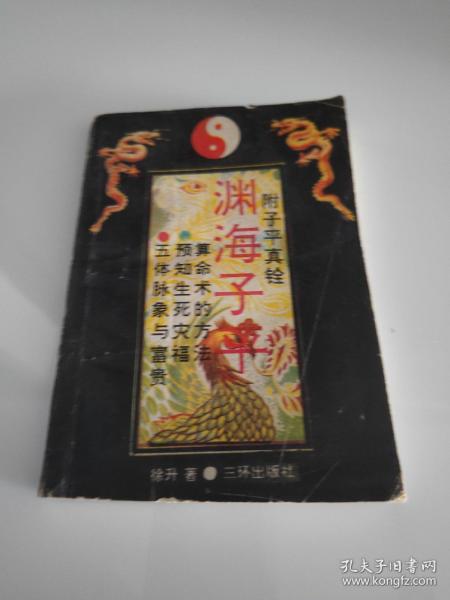 附子平真铨
渊海子平
算命术的方法
预知生死灾福
五体脉象与富贵
徐升 著 三环出版社
孔夫子旧书网
www.kongfz.com